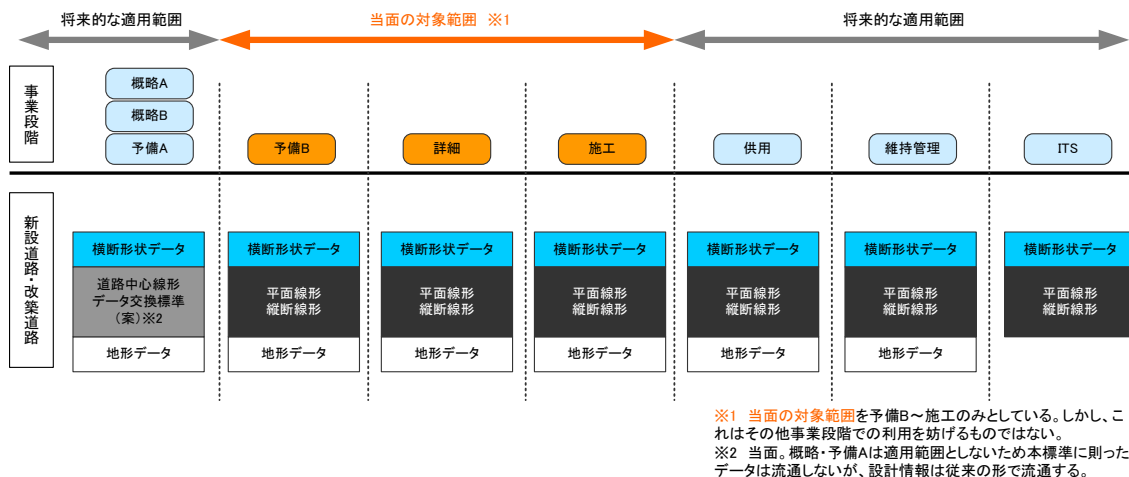 将来的な適用範囲
当面の対象範囲 ※1
将来的な適用範囲
事業段階
概略A
概略B
予備A
予備B
詳細
施工
供用
維持管理
ITS
新設道路・改築道路
横断形状データ
道路中心線形
データ交換標準
(案)※2
地形データ
横断形状データ
平面線形
縦断線形
地形データ
横断形状データ
平面線形
縦断線形
地形データ
横断形状データ
平面線形
縦断線形
地形データ
横断形状データ
平面線形
縦断線形
地形データ
横断形状データ
平面線形
縦断線形
地形データ
横断形状データ
平面線形
縦断線形
※1 当面の対象範囲を予備B~施工のみとしている。しかし、こ
れはその他事業段階での利用を妨げるものではない。
※2 当面。概略・予備Aは適用範囲としないため本標準に則った
データは流通しないが、設計情報は従来の形で流通する。